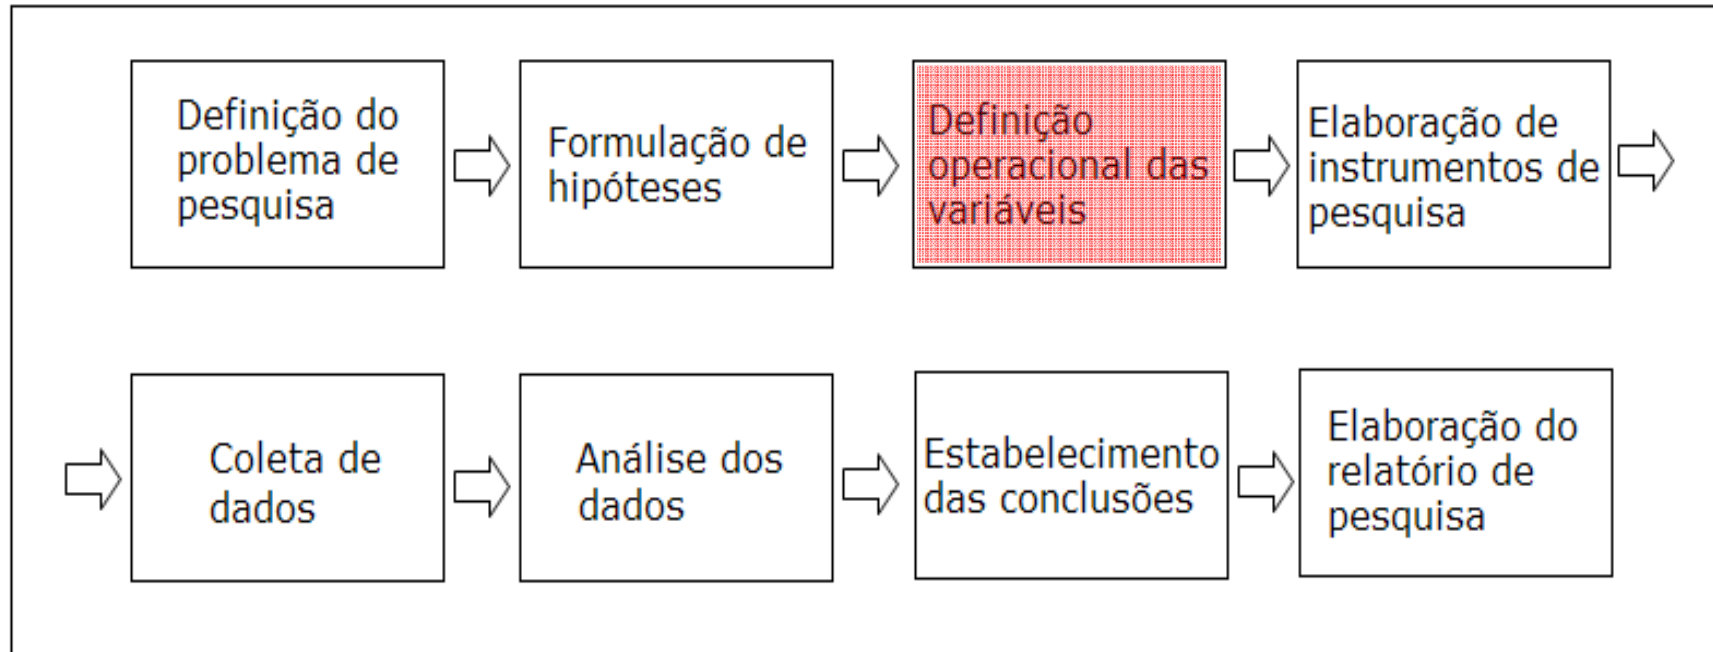 Definição do
problema de
pesquisa
Formulação de
hipóteses
Definição
operacional das
variáveis
Elaboração de
instrumentos de
pesquisa
Coleta de
dados
Análise dos
dados
Estabelecimento
das conclusões
Elaboração do
relatório de
pesquisa